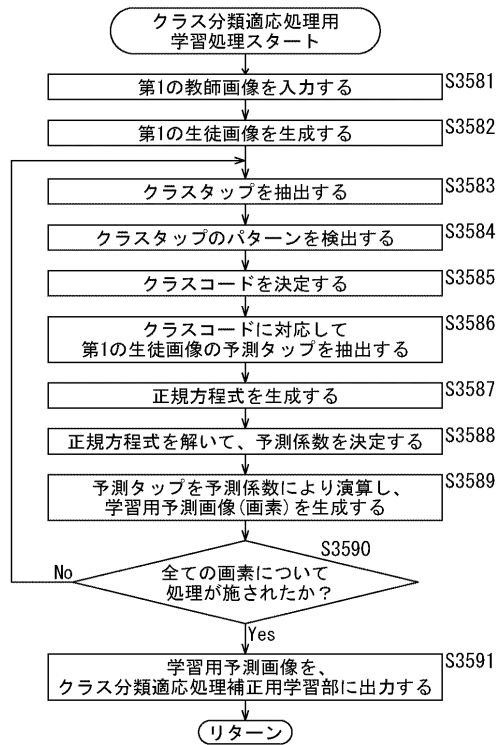 クラス分類適応処理用
学習処理スタート
S3581
第1の教師画像を入力する
S3582
第1の生徒画像を生成する
S3583
クラスタップを抽出する
S3584
クラスタップのパターンを検出する
S3585
クラスコードを決定する
S3586
クラスコードに対応して
第1の生徒画像の予測タップを抽出する
S3587
正規方程式を生成する
S3588
正規方程式を解いて、予測係数を決定する
S3589
予測タップを予測係数により演算し、
学習用予測画像(画素)を生成する
S3590
No
全ての画素について
処理が施されたか?
Yes
S3591
学習用予測画像を、
クラス分類適応処理補正用学習部に出力する
リターン